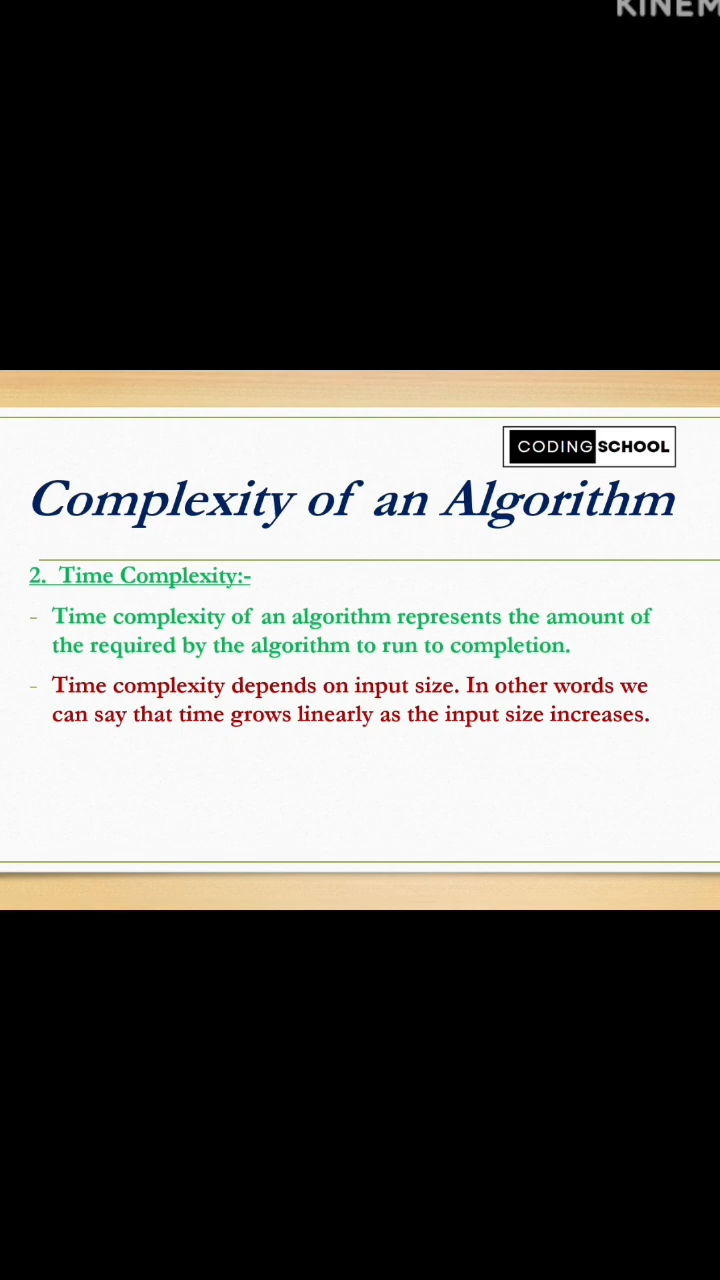 KINEM
CODING SCHOOL
Complexity of an Algorithm
2. Time Complexity:-
- Time complexity of an algorithm represents the amount of
the required by the algorithm to run to completion.
- Time complexity depends on input size. In other words we
can say that time grows linearly as the input size increases.